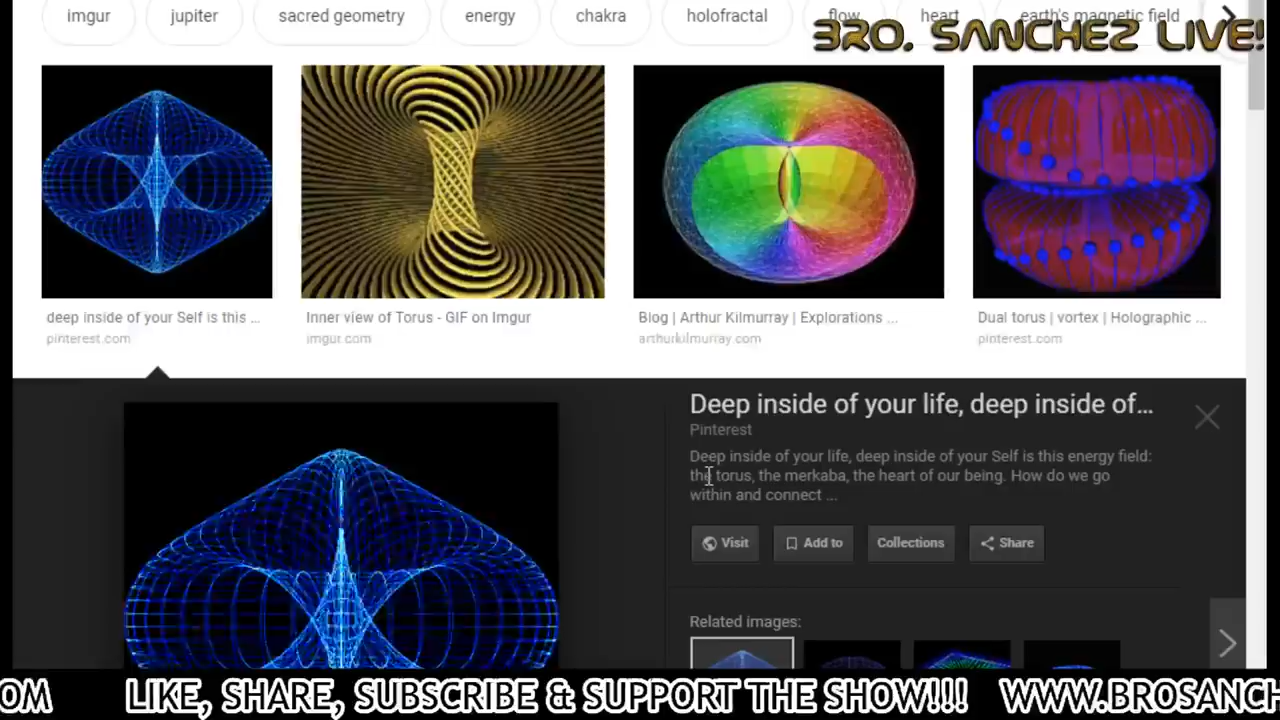 imgur jupiter sacred geometry energy chakra holofractal flow heart earth's magnetic field
BRO. SANCHEZ LIVE!
deep inside of your Self is this ... Inner view of Torus - GIF on Imgur Blog | Arthur Kilmurray | Explorations ... Dual torus | vortex | Holographic ...
pinterest.com imgur.com arthurkilmurray.com pinterest.com
Deep inside of your life, deep inside of...
Pinterest
Deep inside of your life, deep inside of your Self is this energy field:
the torus, the merkaba, the heart of our being. How do we go
within and connect ...
Visit Add to Collections Share
Related images:
OM LIKE, SHARE, SUBSCRIBE & SUPPORT THE SHOW!!! WWW.BROSANCH